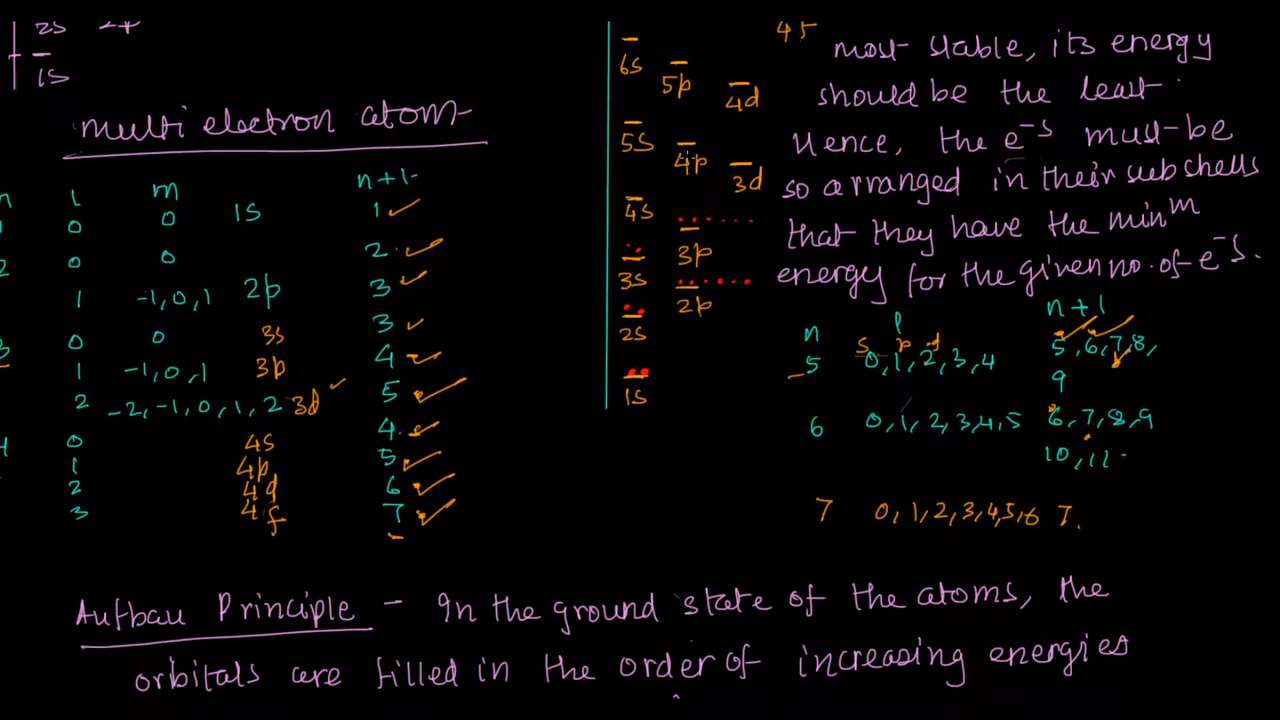 2S
1S
multi electron atom
n l m n+l
0 0 1S 1
2 0 0 2
1 -1,0,1 2p 3
3 0 0 3s 3
1 -1,0,1 3p 4
2 -2,-1,0,1,2 3d 5
4 0 4s 4
1 4p 5
2 4d 6
3 4f 7
6s
5p
4d
5S
4p
3d
4s
3p
3S
2p
2S
1S
45
most stable, its energy
should be the least
Hence, the e⁻s must be
so arranged in their subshells
that they have the minᵐ
energy for the given no. of e⁻s.
n l n+l
s p d
5 0,1,2,3,4 5,6,7,8,
9
6 0,1,2,3,4,5 6,7,8,9
10,11
7 0,1,2,3,4,5,6 7.
Aufbau Principle - In the ground state of the atoms, the
orbitals are filled in the order of increasing energies